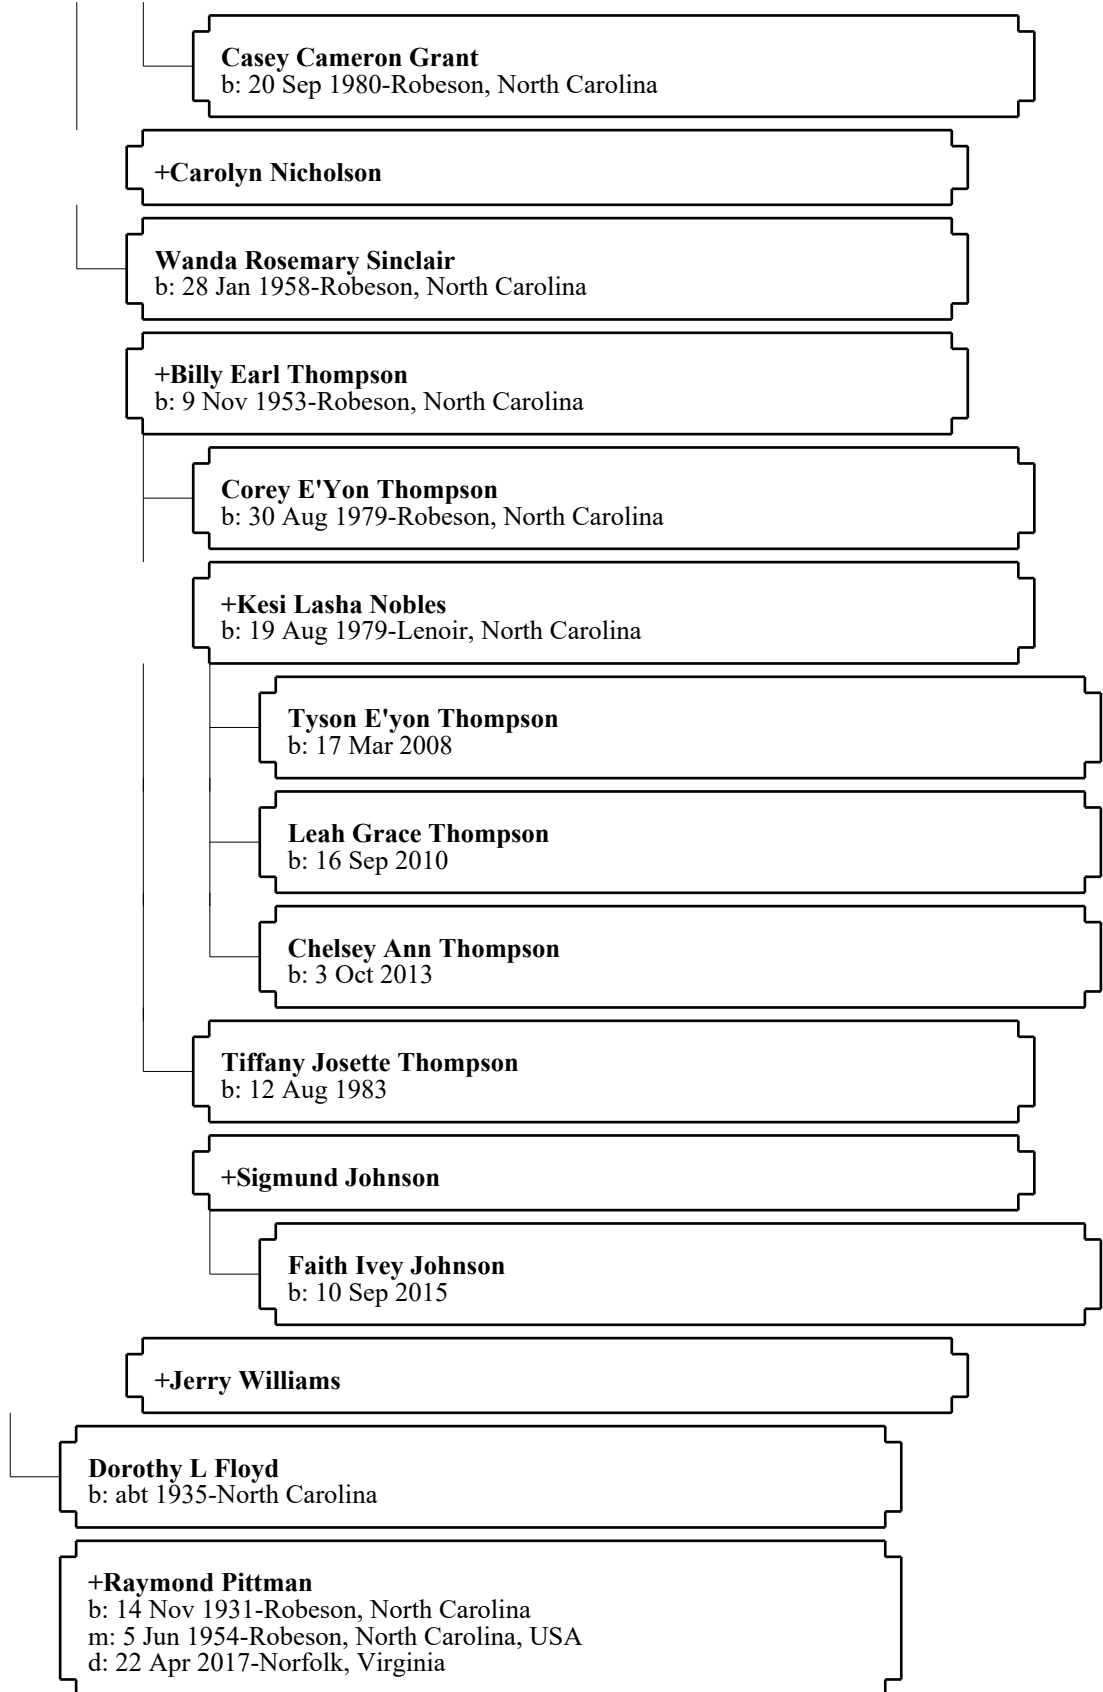 Casey Cameron Grant
b: 20 Sep 1980-Robeson, North Carolina
+Carolyn Nicholson
Wanda Rosemary Sinclair
b: 28 Jan 1958-Robeson, North Carolina
+Billy Earl Thompson
b: 9 Nov 1953-Robeson, North Carolina
Corey E'Yon Thompson
b: 30 Aug 1979-Robeson, North Carolina
+Kesi Lasha Nobles
b: 19 Aug 1979-Lenoir, North Carolina
Tyson E'yon Thompson
b: 17 Mar 2008
Leah Grace Thompson
b: 16 Sep 2010
Chelsey Ann Thompson
b: 3 Oct 2013
Tiffany Josette Thompson
b: 12 Aug 1983
+Sigmund Johnson
Faith Ivey Johnson
b: 10 Sep 2015
+Jerry Williams
Dorothy L Floyd
b: abt 1935-North Carolina
+Raymond Pittman
b: 14 Nov 1931-Robeson, North Carolina
m: 5 Jun 1954-Robeson, North Carolina, USA
d: 22 Apr 2017-Norfolk, Virginia